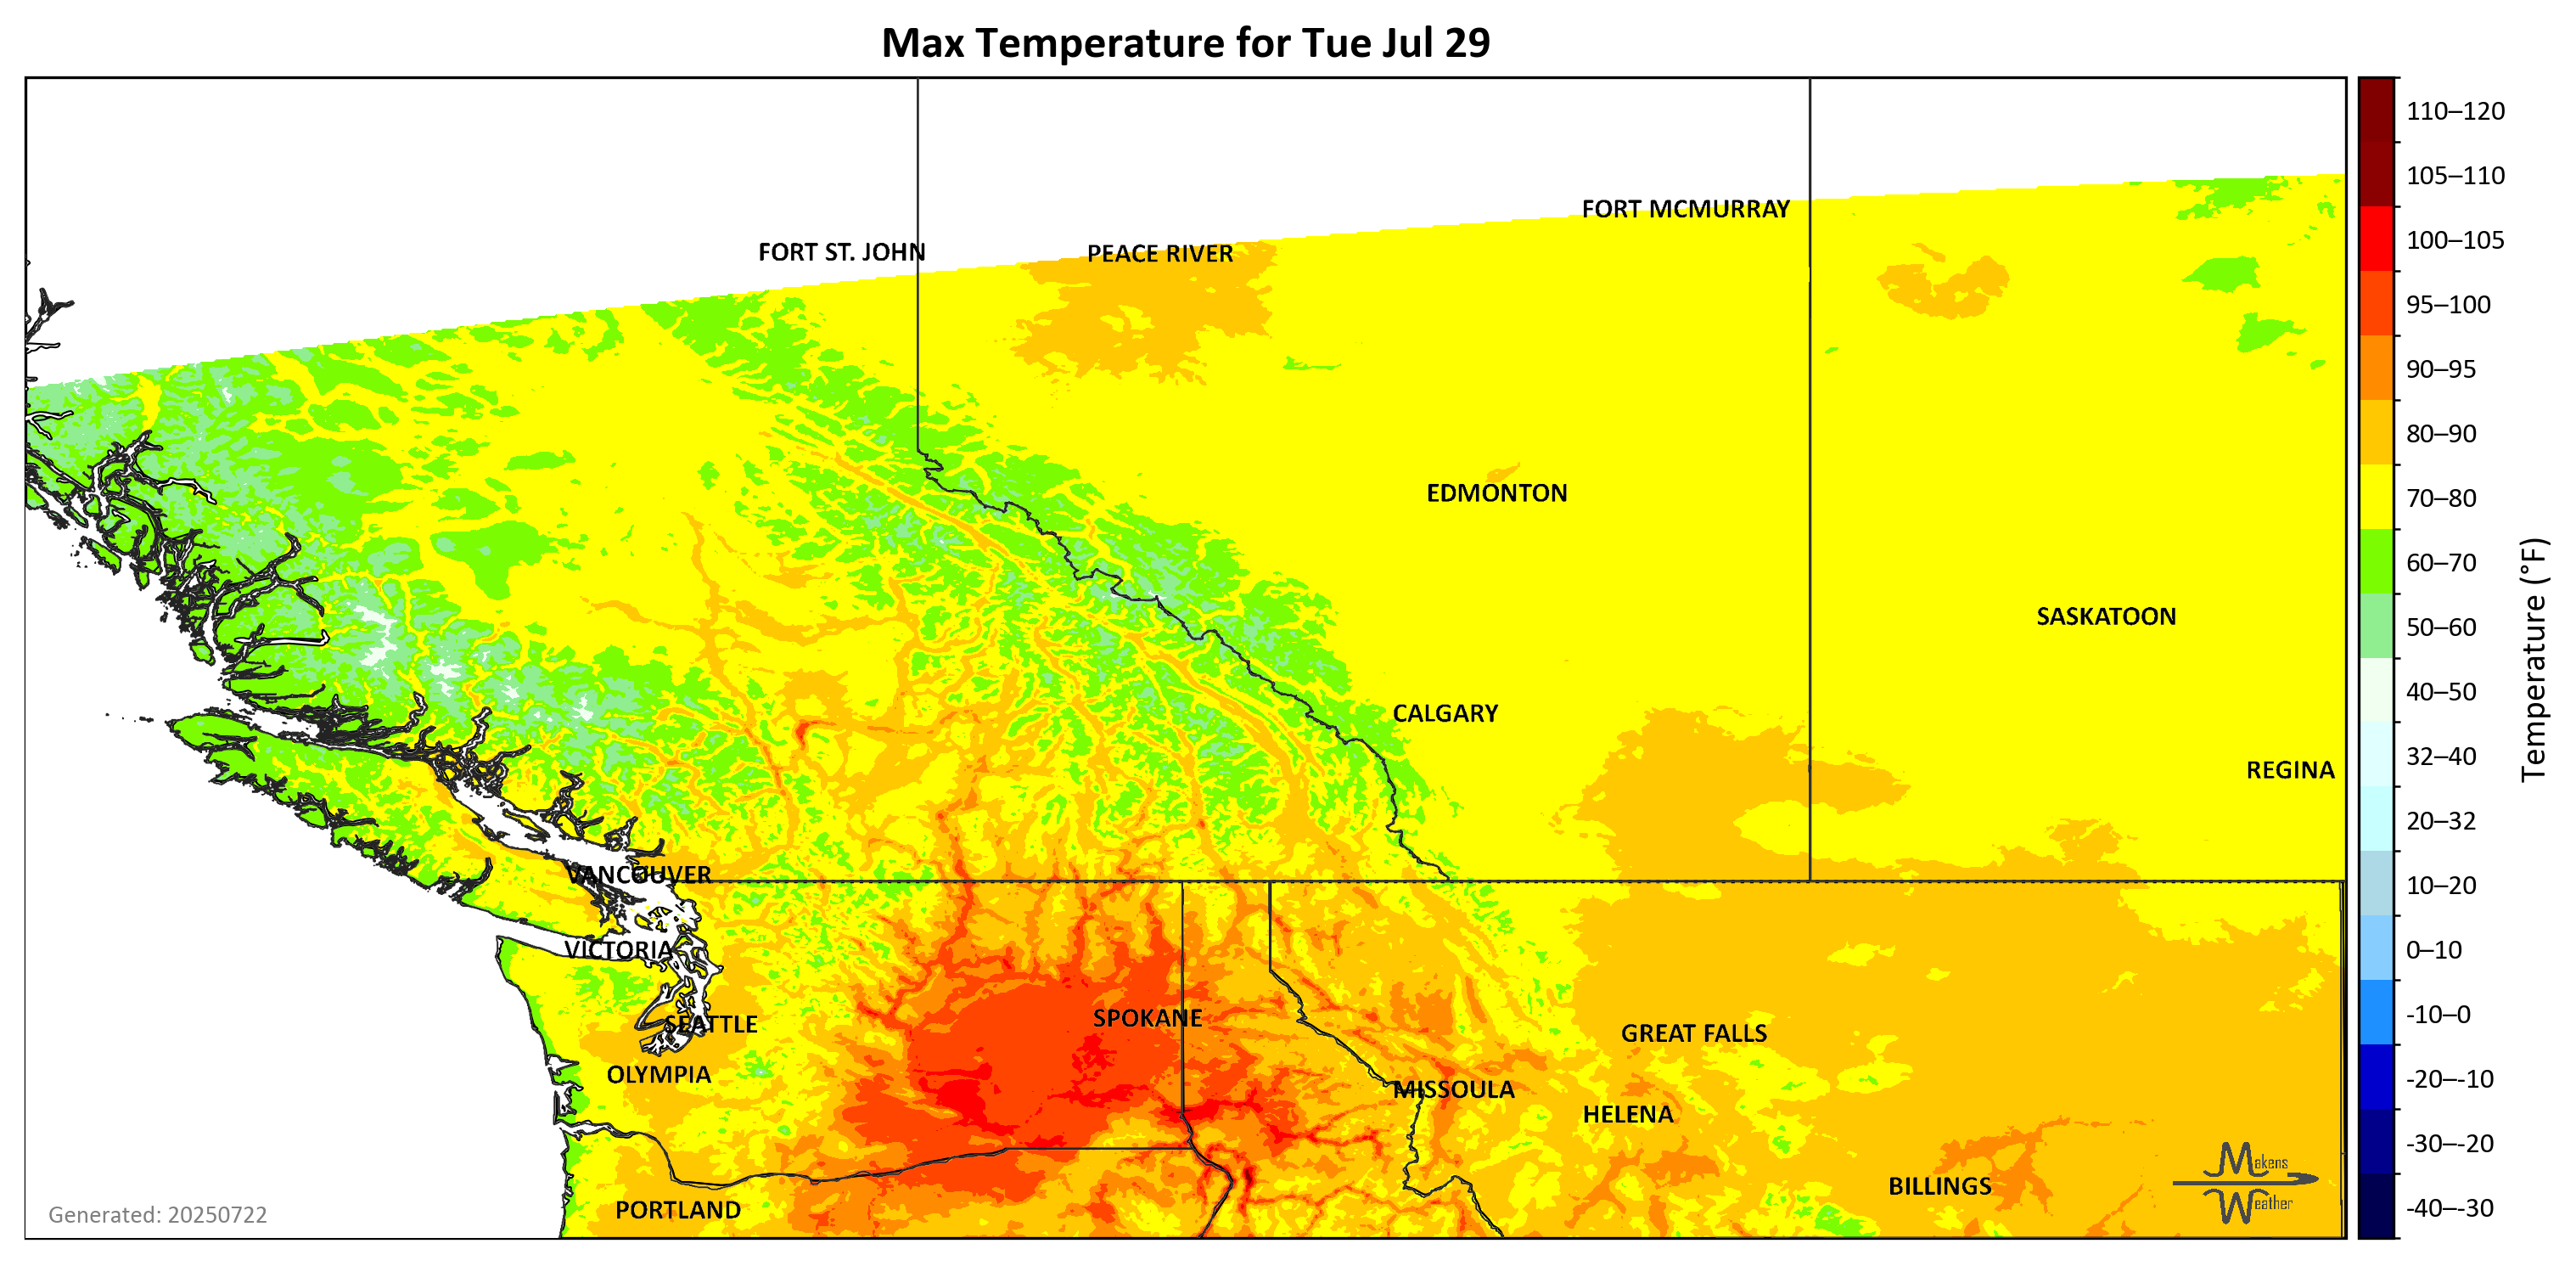 Max Temperature for Tue Jul 29
FORT MCMURRAY
FORT ST. JOHN
PEACE RIVER
EDMONTON
SASKATOON
CALGARY
REGINA
VANCOUVER
VICTORIA
SEATTLE
SPOKANE
GREAT FALLS
OLYMPIA
MISSOULA
HELENA
BILLINGS
PORTLAND
Makens
Weather
Generated: 20250722
110–120
105–110
100–105
95–100
90–95
80–90
70–80
60–70
50–60
40–50
32–40
20–32
10–20
0–10
-10–0
-20–-10
-30–-20
-40–-30
Temperature (°F)